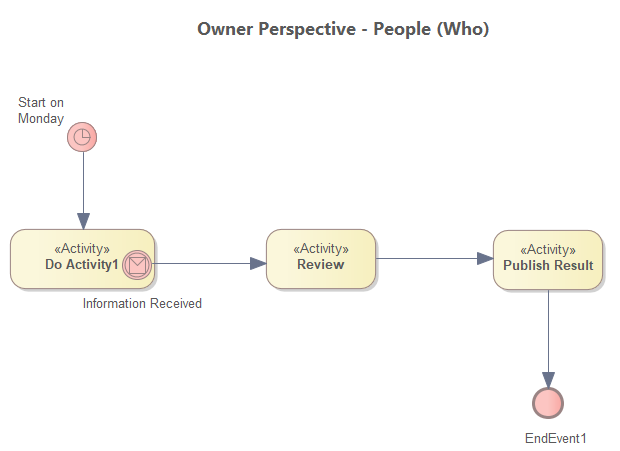 Owner Perspective - People (Who)
Start on
Monday
«Activity»
Do Activity1
Information Received
«Activity»
Review
«Activity»
Publish Result
EndEvent1